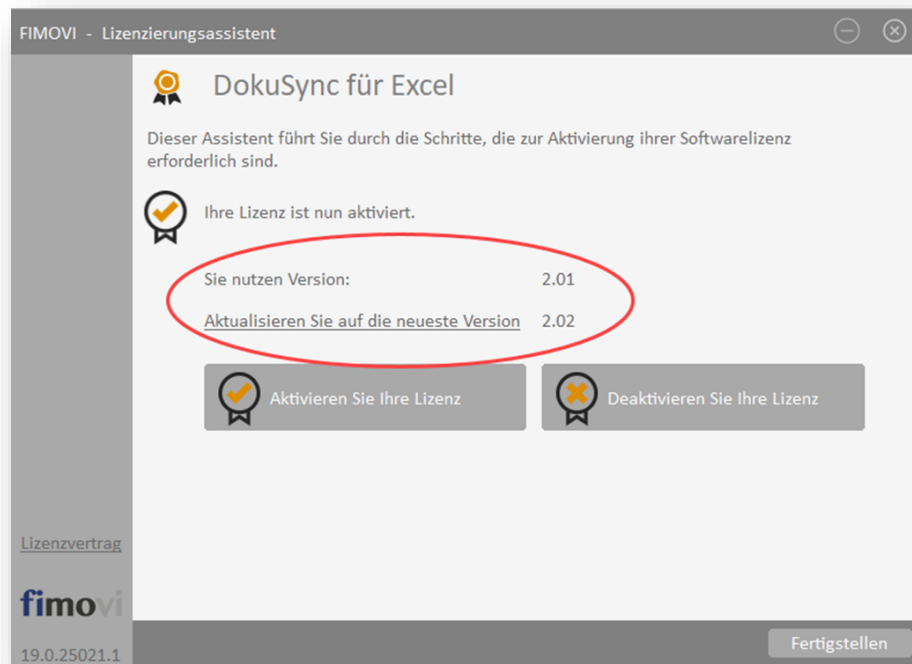 FIMOVI - Lizenzierungsassistent
DokuSync für Excel
Dieser Assistent führt Sie durch die Schritte, die zur Aktivierung ihrer Softwarelizenz
erforderlich sind.
Ihre Lizenz ist nun aktiviert.
Sie nutzen Version: 2.01
Aktualisieren Sie auf die neueste Version 2.02
Aktivieren Sie Ihre Lizenz
Deaktivieren Sie Ihre Lizenz
Lizenzvertrag
fimovi
19.0.25021.1
Fertigstellen